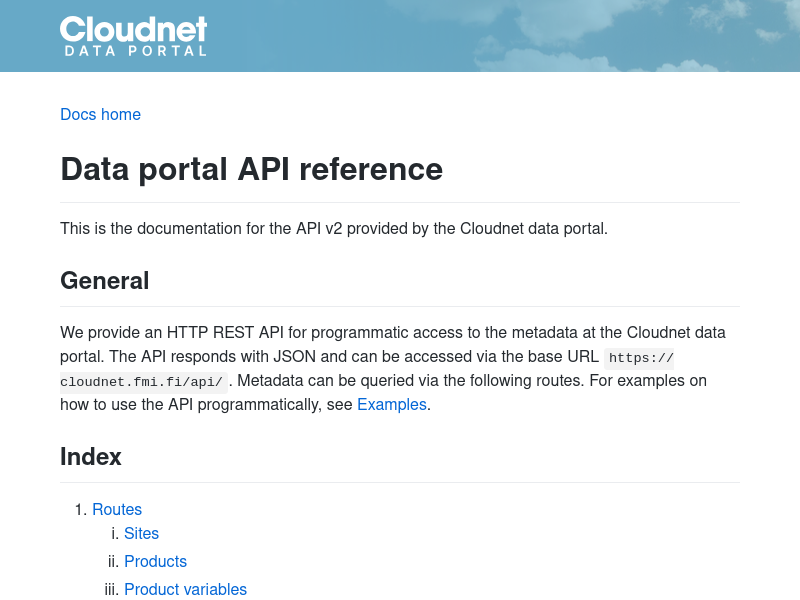 Cloudnet
DATA PORTAL
Docs home
Data portal API reference
This is the documentation for the API v2 provided by the Cloudnet data portal.
General
We provide an HTTP REST API for programmatic access to the metadata at the Cloudnet data
portal. The API responds with JSON and can be accessed via the base URL https://
cloudnet.fmi.fi/api/. Metadata can be queried via the following routes. For examples on
how to use the API programmatically, see Examples.
Index
1. Routes
i. Sites
ii. Products
iii. Product variables